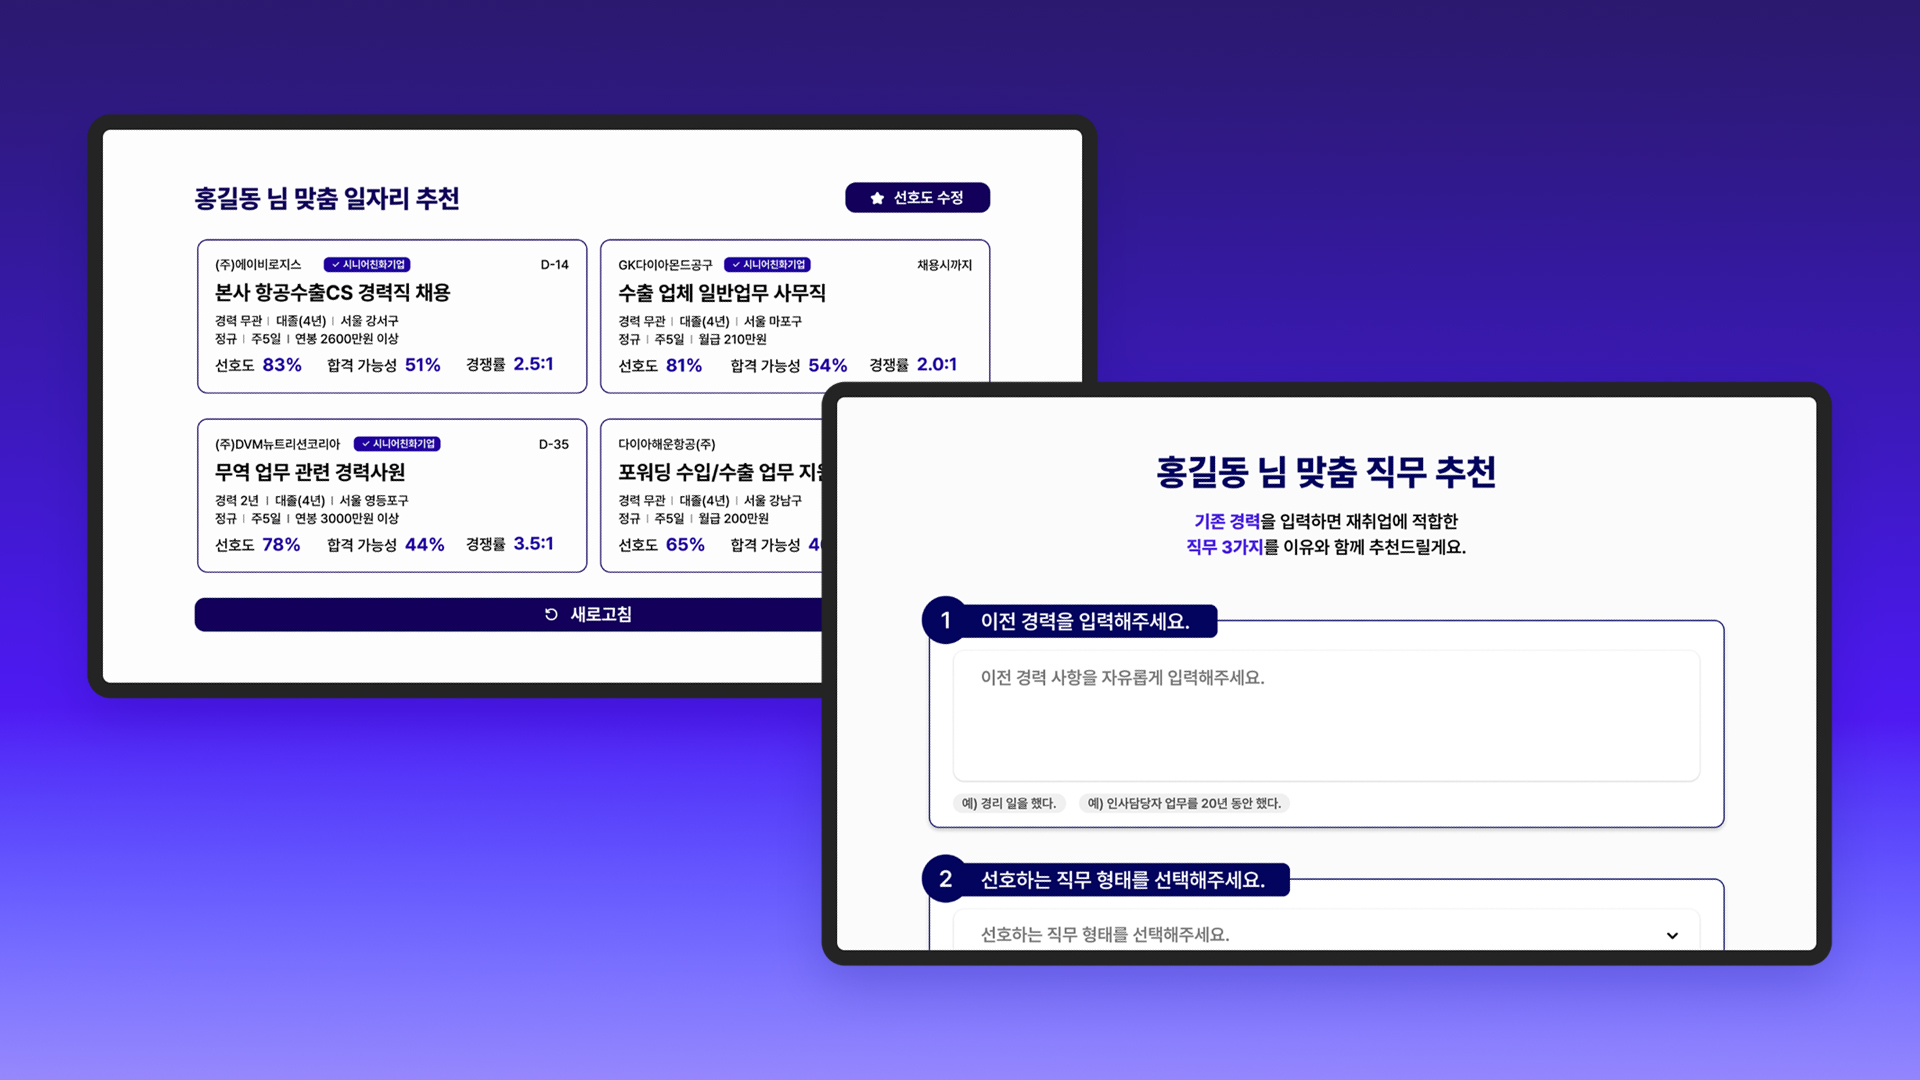 홍길동 님 맞춤 일자리 추천
선호도 수정
(주)에이비로지스 시니어친화기업 D-14
본사 항공수출CS 경력직 채용
경력 무관 | 대졸(4년) | 서울 강서구
정규 | 주5일 | 연봉 2600만원 이상
선호도 83% 합격 가능성 51% 경쟁률 2.5:1
GK다이아몬드공구 시니어친화기업 채용시까지
수출 업체 일반업무 사무직
경력 무관 | 대졸(4년) | 서울 마포구
정규 | 주5일 | 월급 210만원
선호도 81% 합격 가능성 54% 경쟁률 2.0:1
(주)DVM뉴트리션코리아 시니어친화기업 D-35
무역 업무 관련 경력사원
경력 2년 | 대졸(4년) | 서울 영등포구
정규 | 주5일 | 연봉 3000만원 이상
선호도 78% 합격 가능성 44% 경쟁률 3.5:1
다이아해운항공(주)
포워딩 수입/수출 업무
경력 무관 | 대졸(4년) | 서울 강남구
정규 | 주5일 | 월급 200만원
선호도 65% 합격 가능성
새로고침
홍길동 님 맞춤 직무 추천
기존 경력을 입력하면 재취업에 적합한
직무 3가지를 이유와 함께 추천드릴게요.
1 이전 경력을 입력해주세요.
이전 경력 사항을 자유롭게 입력해주세요.
예) 경리 일을 했다. 예) 인사담당자 업무를 20년 동안 했다.
2 선호하는 직무 형태를 선택해주세요.
선호하는 직무 형태를 선택해주세요.